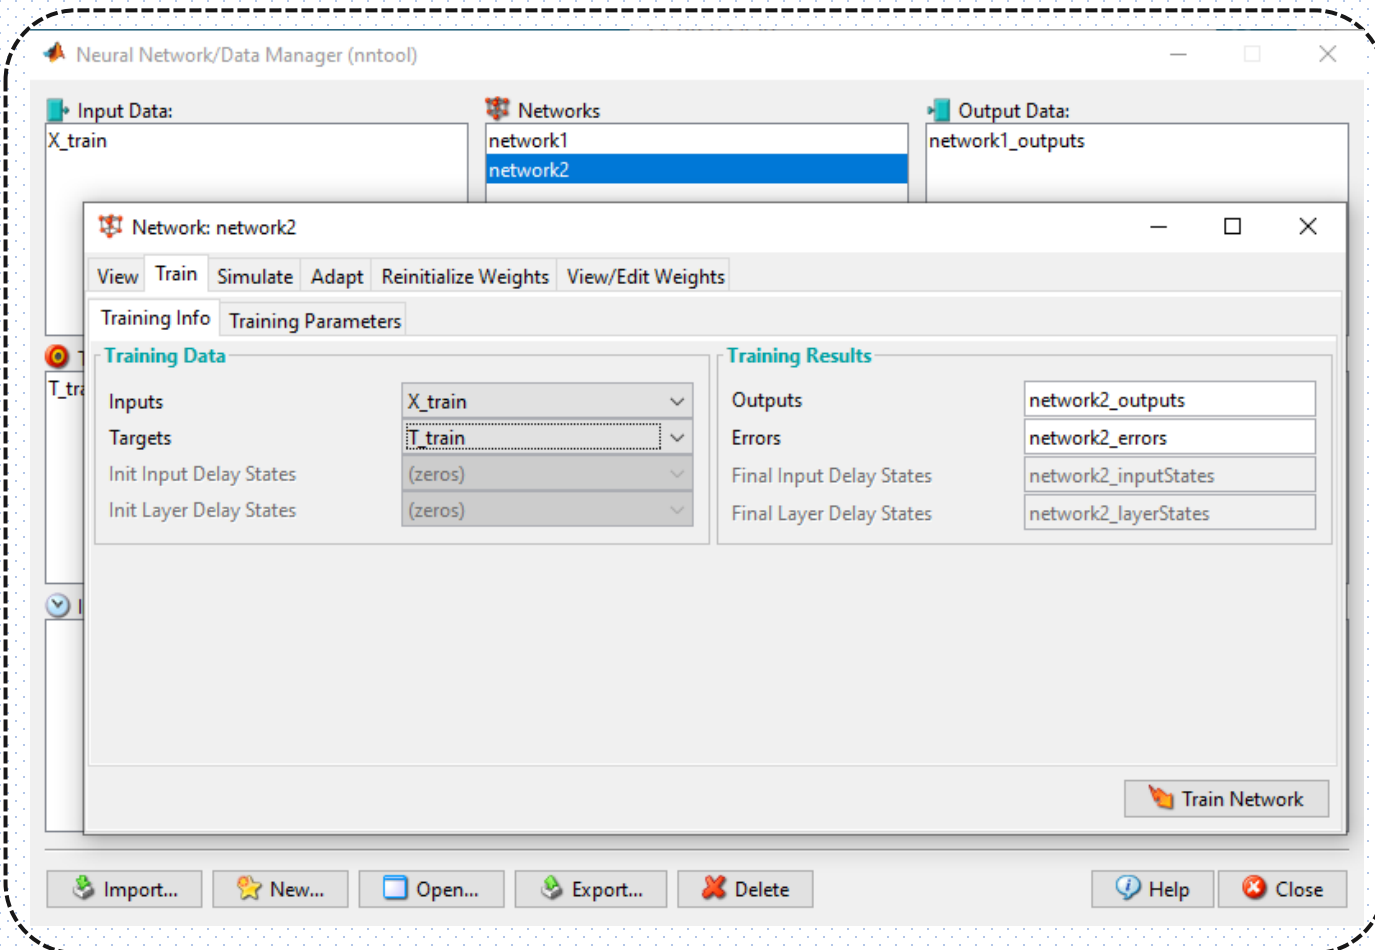 Neural Network/Data Manager (nntool)
Input Data:
Networks
Output Data:
X_train
network1
network1_outputs
network2
Network: network2
View Train Simulate Adapt Reinitialize Weights View/Edit Weights
Training Info Training Parameters
Training Data
Training Results
Inputs X_train
Outputs network2_outputs
Targets T_train
Errors network2_errors
Init Input Delay States (zeros)
Final Input Delay States network2_inputStates
Init Layer Delay States (zeros)
Final Layer Delay States network2_layerStates
Train Network
Import... New... Open... Export... Delete Help Close